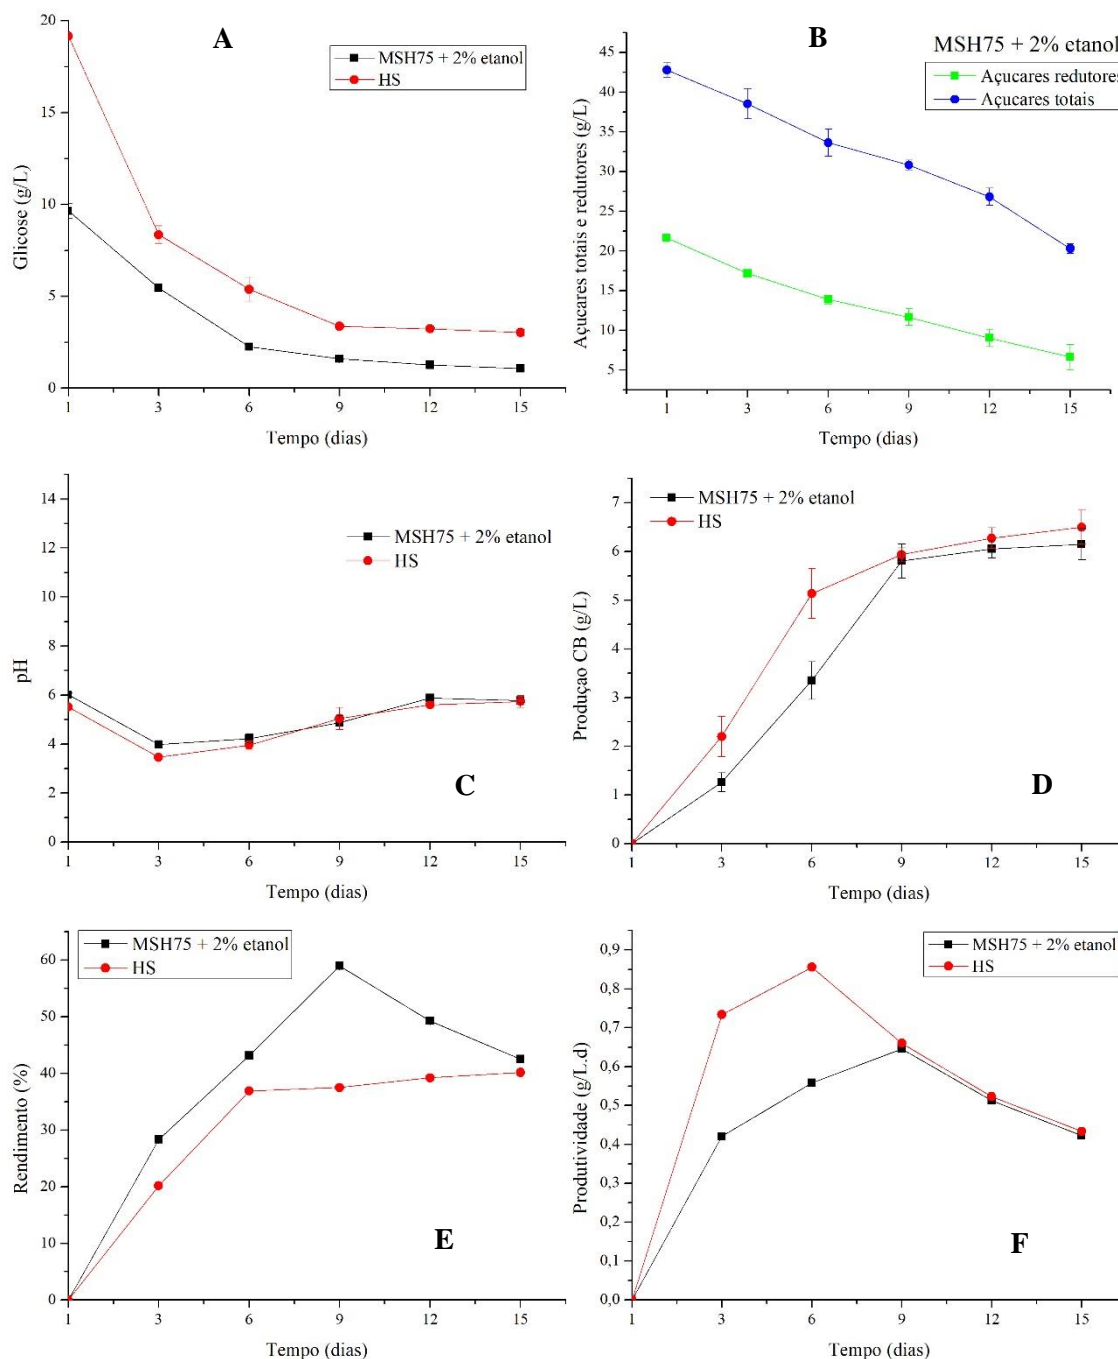 A
MSH75 + 2% etanol
HS
Glicose (g/L)
20
15
10
5
0
1 3 6 9 12 15
Tempo (dias)
B
MSH75 + 2% etanol
Açucares redutores
Açucares totais
Açucares totais e redutores (g/L)
45
40
35
30
25
20
15
10
5
1 3 6 9 12 15
Tempo (dias)
MSH75 + 2% etanol
HS
pH
14
12
10
8
6
4
2
0
C
1 3 6 9 12 15
Tempo (dias)
MSH75 + 2% etanol
HS
Produçao CB (g/L)
7
6
5
4
3
2
1
0
D
1 3 6 9 12 15
Tempo (dias)
MSH75 + 2% etanol
HS
Rendimento (%)
60
50
40
30
20
10
0
E
1 3 6 9 12 15
Tempo (dias)
MSH75 + 2% etanol
HS
Produtividade (g/L.d)
0,9
0,8
0,7
0,6
0,5
0,4
0,3
0,2
0,1
0,0
F
1 3 6 9 12 15
Tempo (dias)